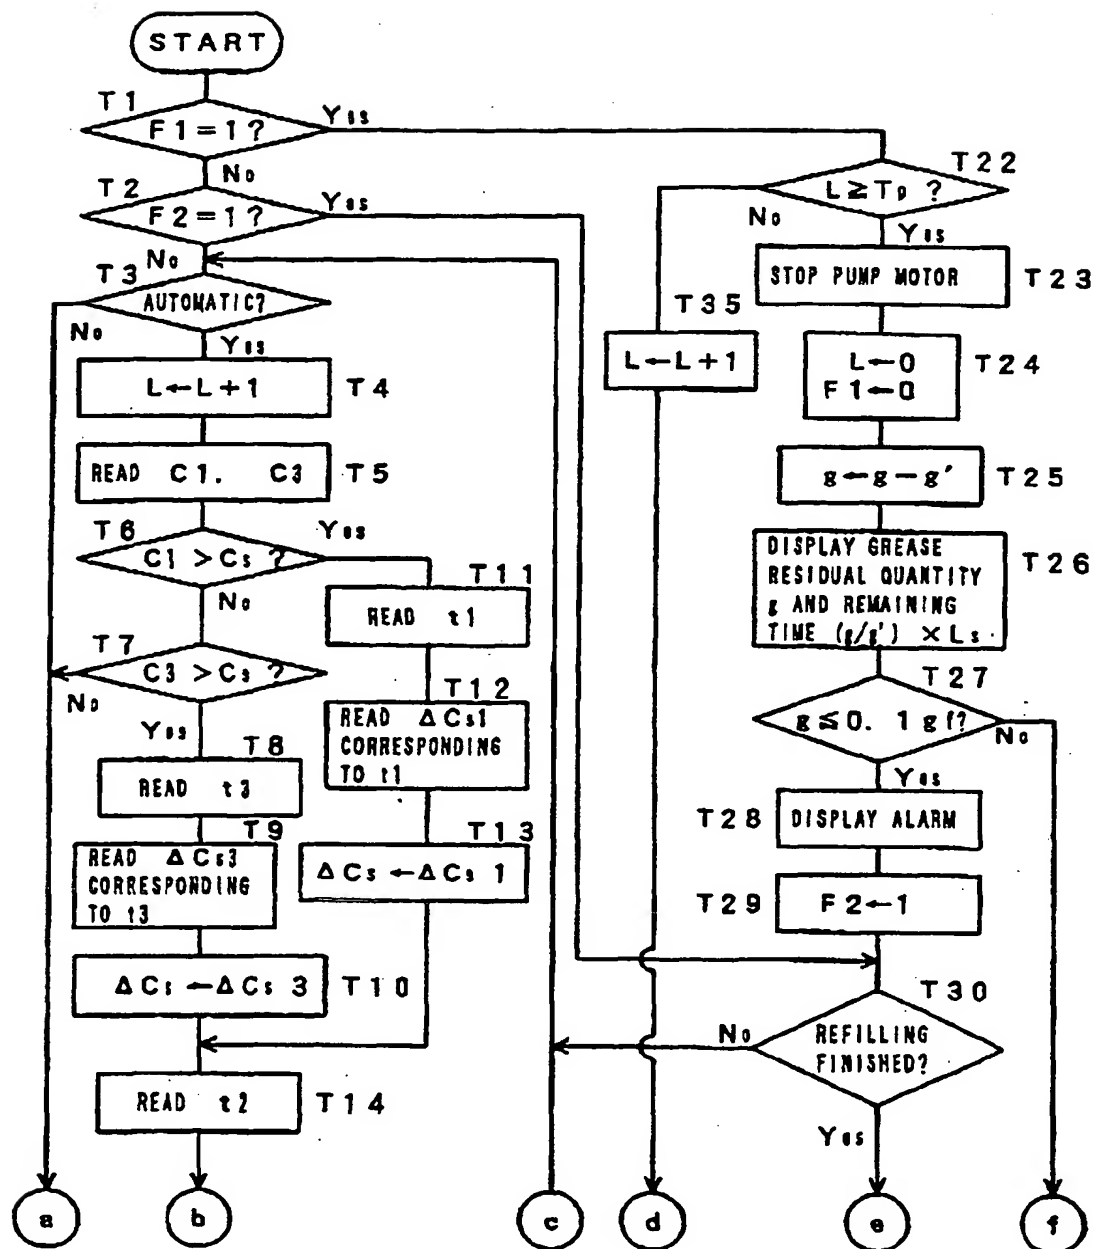 START
T1
F1=1?
Yes
No
T2
F2=1?
Yes
No
T3
AUTOMATIC?
No
Yes
L←L+1
T4
READ C1. C3
T5
T6
C1>Cs ?
Yes
No
T7
C3>Cs ?
No
Yes
T8
READ t3
T9
READ ΔCs3
CORRESPONDING
TO t3
ΔCs←ΔCs 3
T10
T11
READ t1
T12
READ ΔCs1
CORRESPONDING
TO t1
T13
ΔCs←ΔCs 1
READ t2
T14
T22
L≧Tp ?
No
Yes
STOP PUMP MOTOR
T23
T35
L←L+1
L←0
F1←0
T24
g←g−g′
T25
DISPLAY GREASE
RESIDUAL QUANTITY
g AND REMAINING
TIME (g/g′) ×Ls
T26
T27
g≦0. 1gf?
No
Yes
T28
DISPLAY ALARM
T29
F2←1
T30
REFILLING
FINISHED?
No
Yes
a
b
c
d
e
f